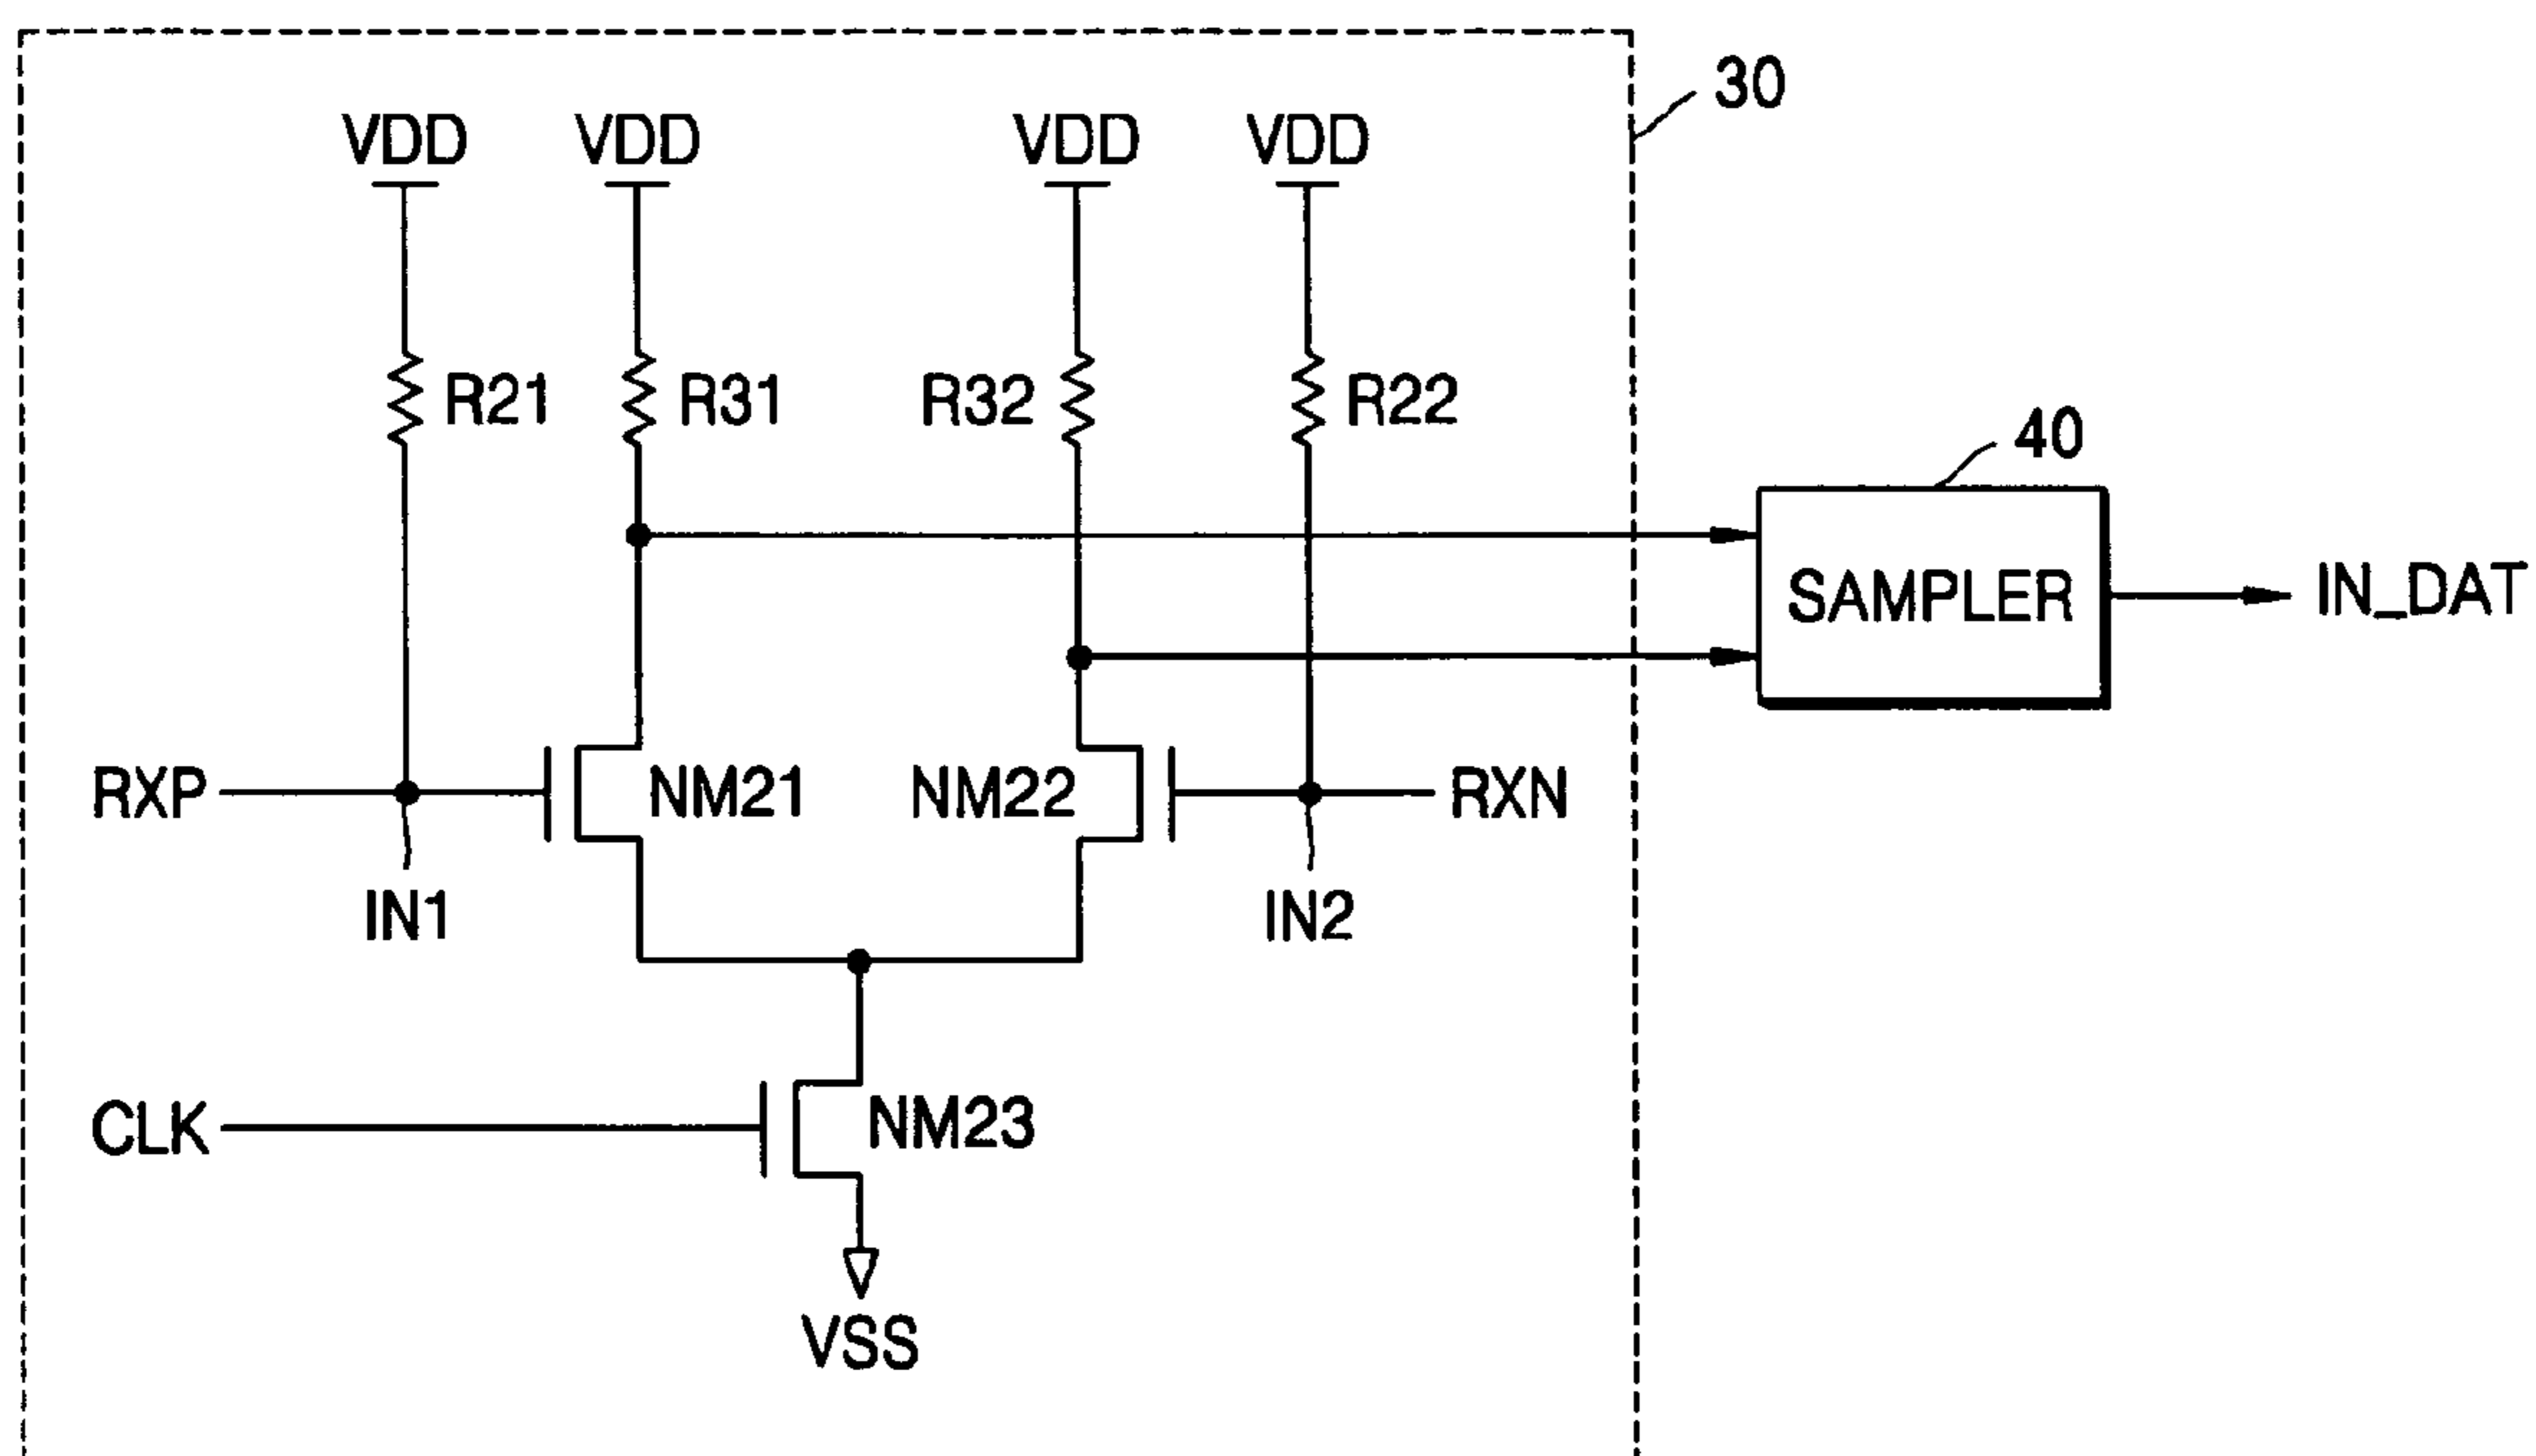 30
VDD VDD VDD VDD
R21 R31 R32 R22
40
SAMPLER
IN_DAT
RXP NM21 NM22 RXN
IN1 IN2
CLK NM23
VSS